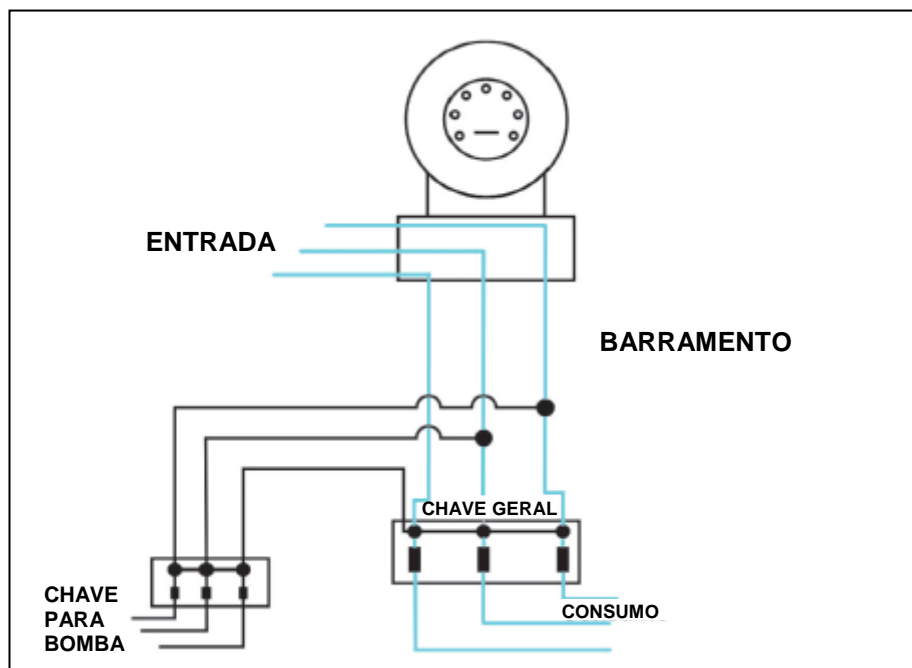 ENTRADA
BARRAMENTO
CHAVE GERAL
CHAVE
PARA
BOMBA
CONSUMO